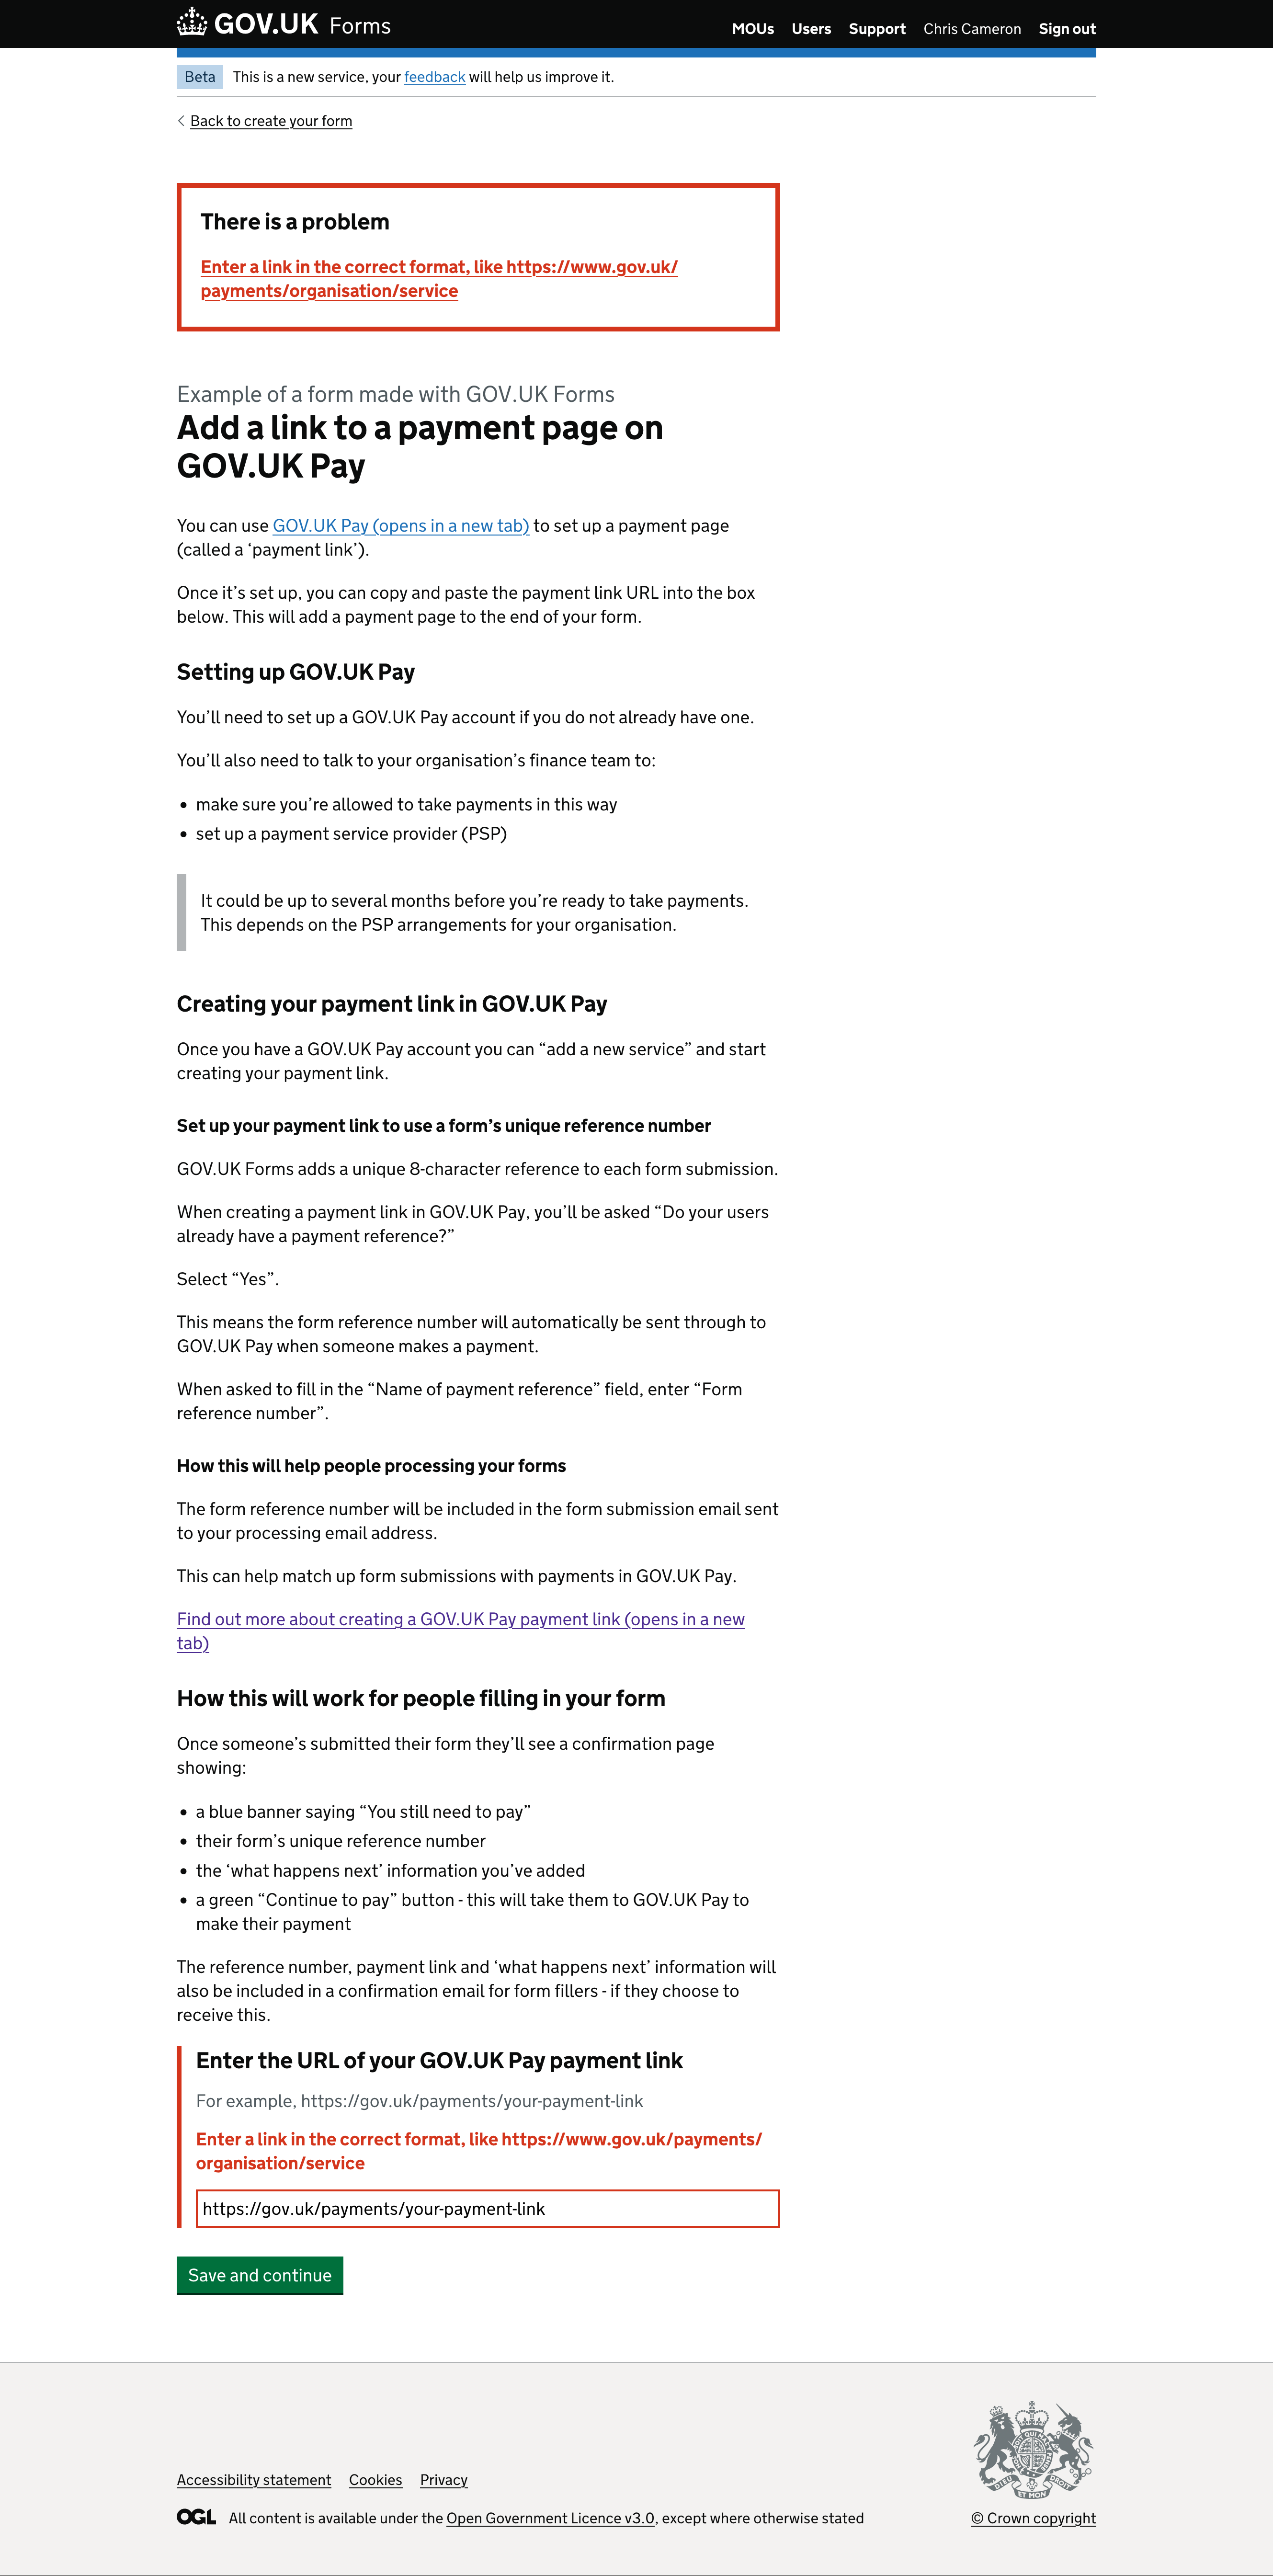 GOV.UK Forms
MOUs Users Support Chris Cameron Sign out
Beta This is a new service, your feedback will help us improve it.
Back to create your form
There is a problem
Enter a link in the correct format, like https://www.gov.uk/
payments/organisation/service
Example of a form made with GOV.UK Forms
Add a link to a payment page on
GOV.UK Pay
You can use GOV.UK Pay (opens in a new tab) to set up a payment page
(called a ‘payment link’).
Once it’s set up, you can copy and paste the payment link URL into the box
below. This will add a payment page to the end of your form.
Setting up GOV.UK Pay
You’ll need to set up a GOV.UK Pay account if you do not already have one.
You’ll also need to talk to your organisation’s finance team to:
• make sure you’re allowed to take payments in this way
• set up a payment service provider (PSP)
It could be up to several months before you’re ready to take payments.
This depends on the PSP arrangements for your organisation.
Creating your payment link in GOV.UK Pay
Once you have a GOV.UK Pay account you can “add a new service” and start
creating your payment link.
Set up your payment link to use a form’s unique reference number
GOV.UK Forms adds a unique 8-character reference to each form submission.
When creating a payment link in GOV.UK Pay, you’ll be asked “Do your users
already have a payment reference?”
Select “Yes”.
This means the form reference number will automatically be sent through to
GOV.UK Pay when someone makes a payment.
When asked to fill in the “Name of payment reference” field, enter “Form
reference number”.
How this will help people processing your forms
The form reference number will be included in the form submission email sent
to your processing email address.
This can help match up form submissions with payments in GOV.UK Pay.
Find out more about creating a GOV.UK Pay payment link (opens in a new
tab)
How this will work for people filling in your form
Once someone’s submitted their form they’ll see a confirmation page
showing:
• a blue banner saying “You still need to pay”
• their form’s unique reference number
• the ‘what happens next’ information you’ve added
• a green “Continue to pay” button - this will take them to GOV.UK Pay to
make their payment
The reference number, payment link and ‘what happens next’ information will
also be included in a confirmation email for form fillers - if they choose to
receive this.
Enter the URL of your GOV.UK Pay payment link
For example, https://gov.uk/payments/your-payment-link
Enter a link in the correct format, like https://www.gov.uk/payments/
organisation/service
https://gov.uk/payments/your-payment-link
Save and continue
DIEU ET MON DROIT
Accessibility statement Cookies Privacy
OGL All content is available under the Open Government Licence v3.0, except where otherwise stated
© Crown copyright